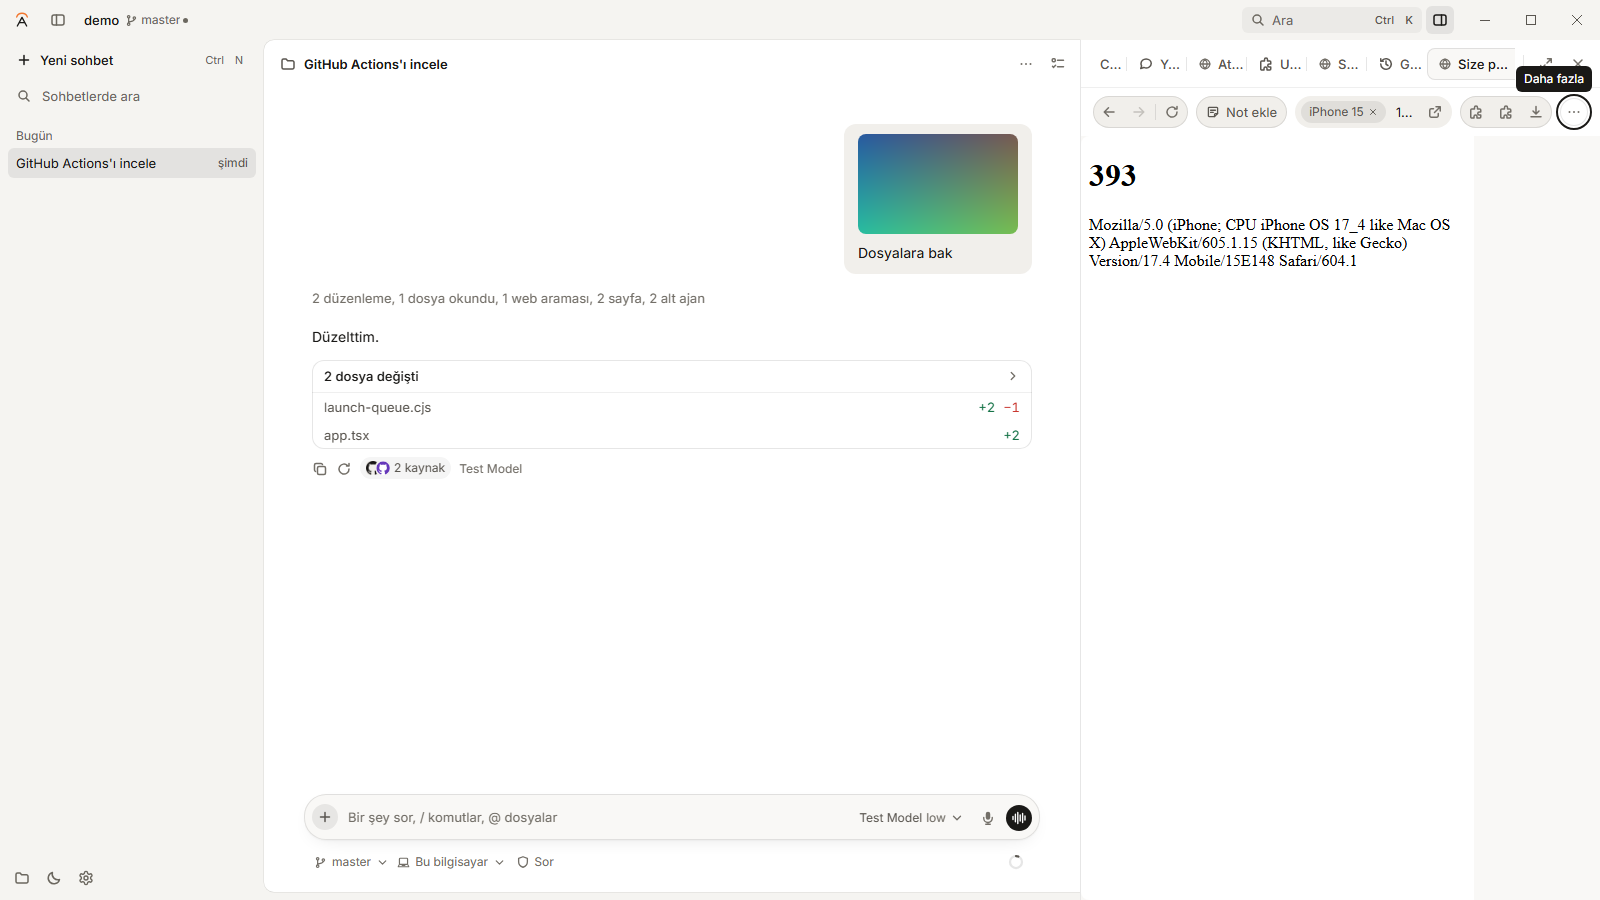 demo master
Ara Ctrl K
Yeni sohbet Ctrl N
Sohbetlerde ara
Bugün
GitHub Actions'ı incele şimdi
GitHub Actions'ı incele
Dosyalara bak
2 düzenleme, 1 dosya okundu, 1 web araması, 2 sayfa, 2 alt ajan
Düzelttim.
2 dosya değişti
launch-queue.cjs +2 −1
app.tsx +2
2 kaynak Test Model
Bir şey sor, / komutlar, @ dosyalar Test Model low
master Bu bilgisayar Sor
C... Y... At... U... S... G... Size p...
Daha fazla
Not ekle iPhone 15 × 1...
393
Mozilla/5.0 (iPhone; CPU iPhone OS 17_4 like Mac OS
X) AppleWebKit/605.1.15 (KHTML, like Gecko)
Version/17.4 Mobile/15E148 Safari/604.1